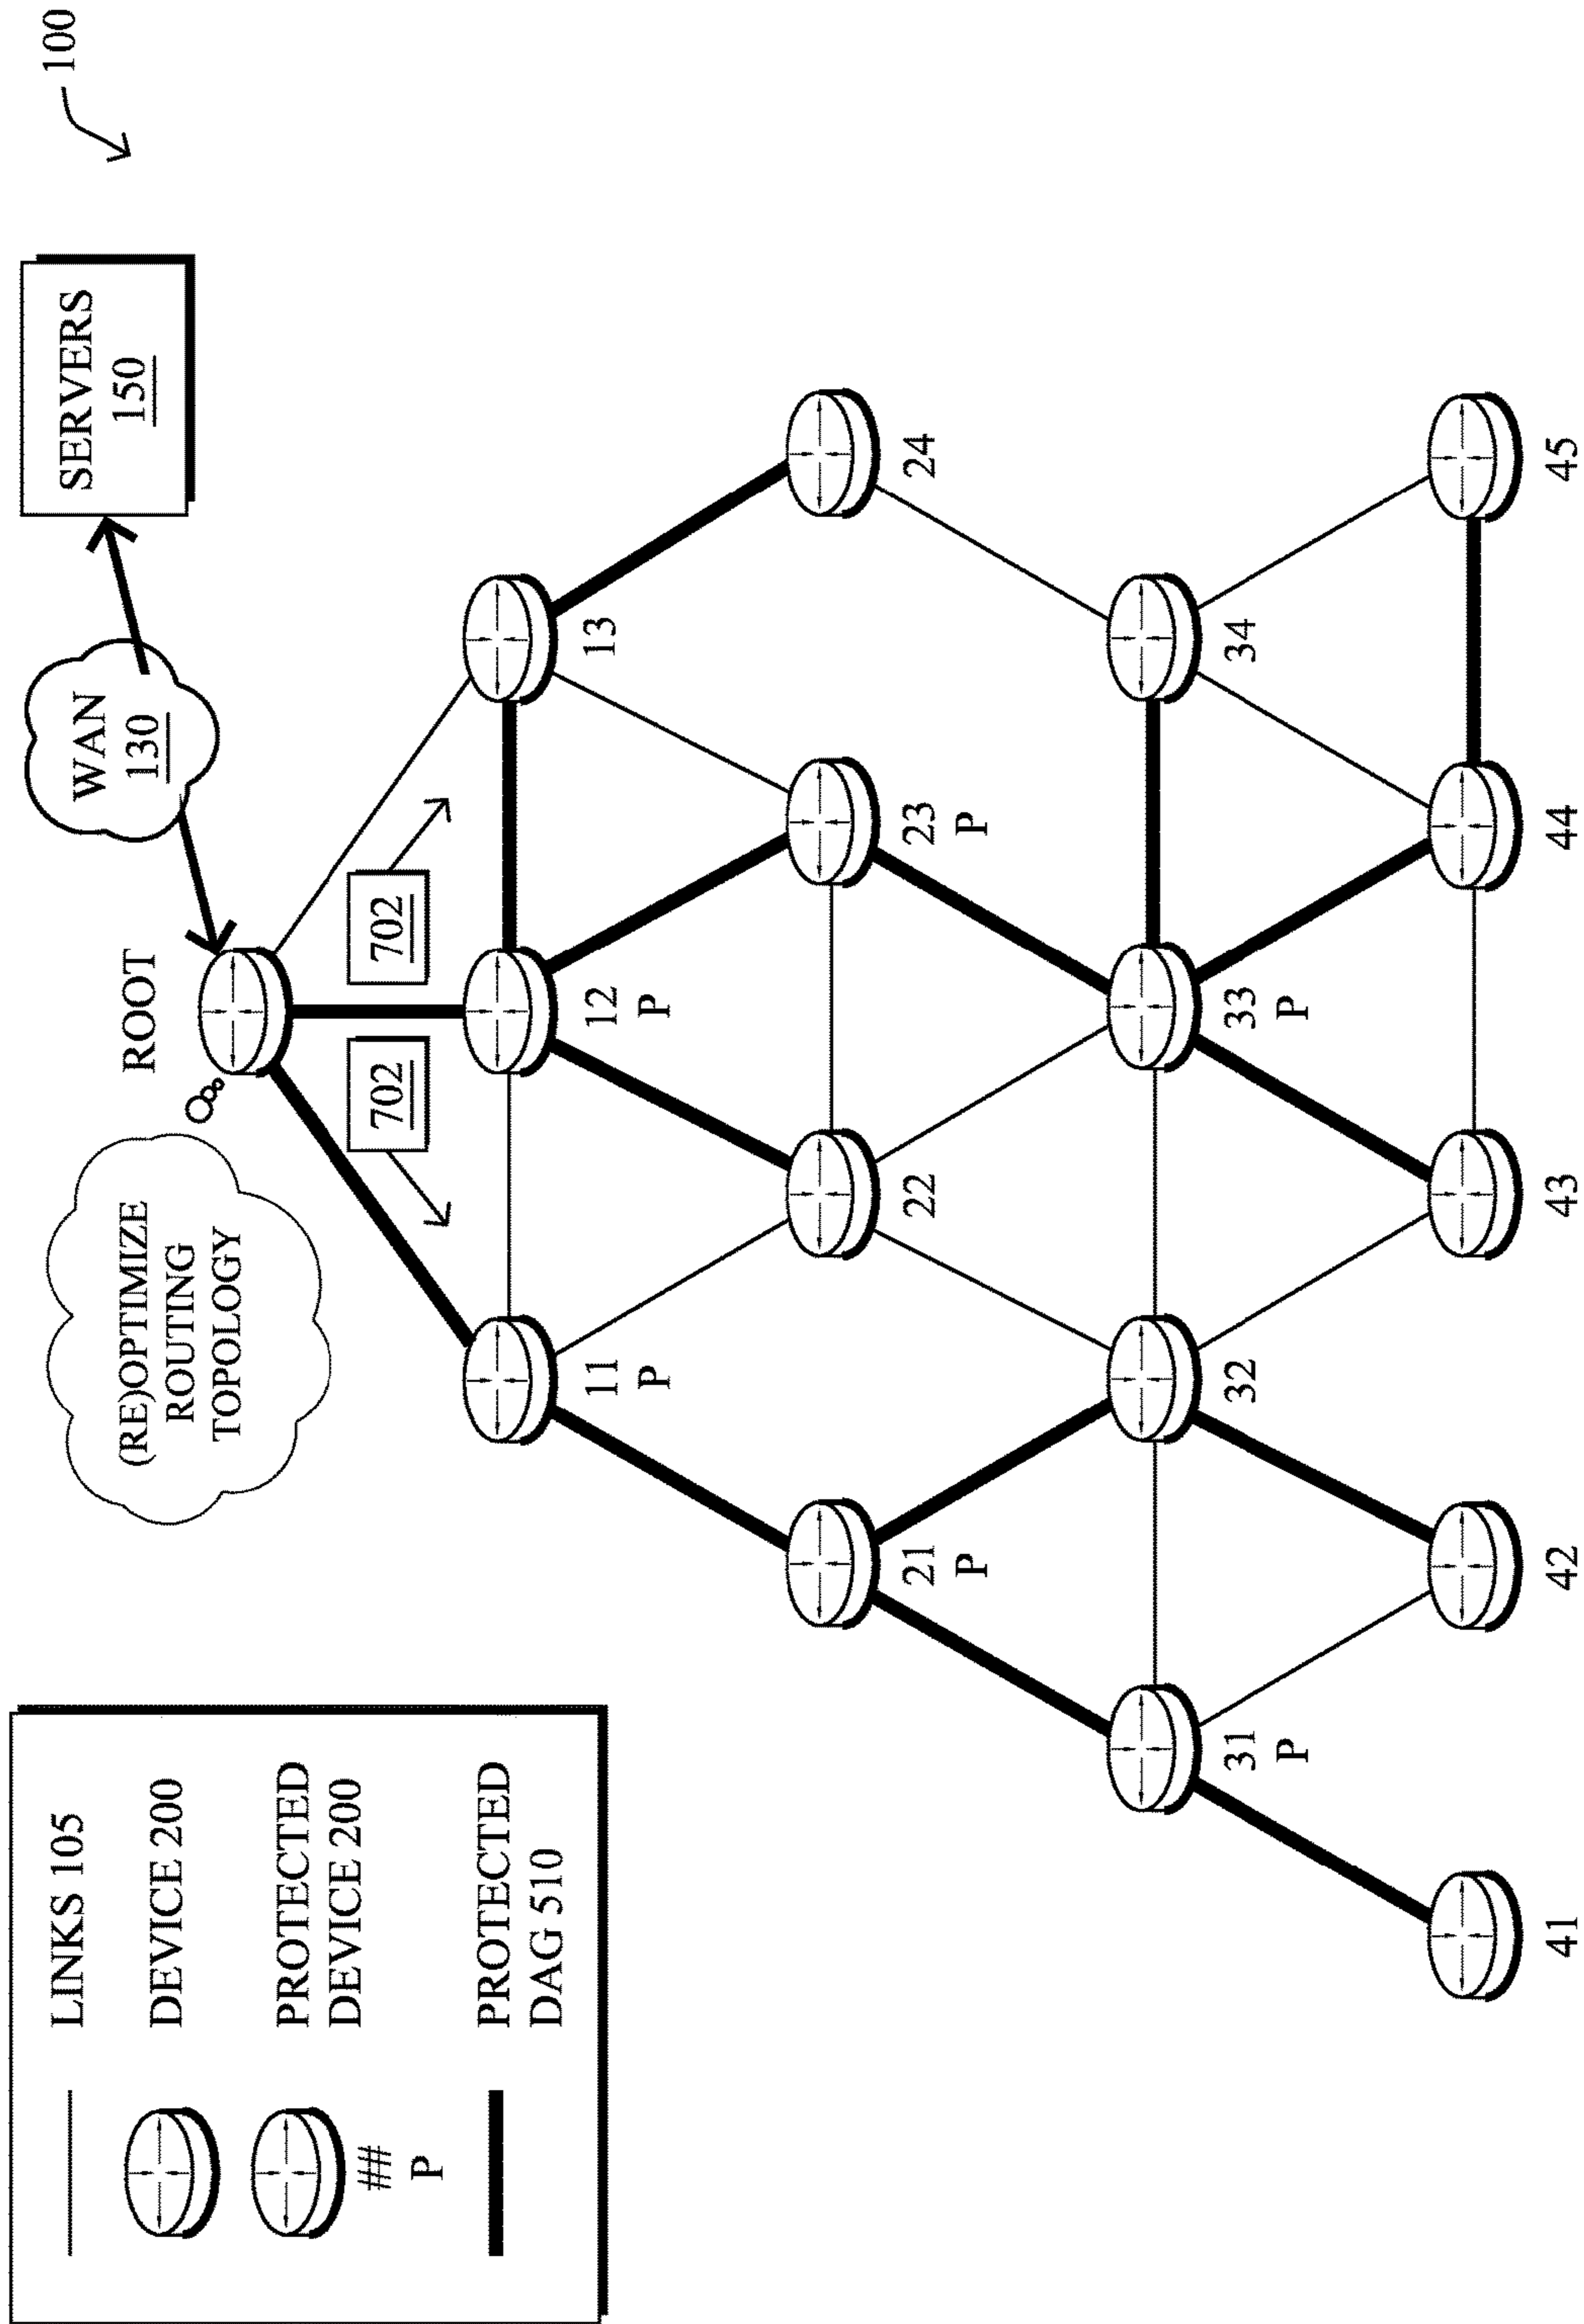 100
SERVERS
150
WAN
130
ROOT
(RE)OPTIMIZE
ROUTING
TOPOLOGY
702
702
11
P
12
P
13
21
P
22
23
P
24
31
P
32
33
P
34
41
42
43
44
45
LINKS 105
DEVICE 200
##
P
PROTECTED
DEVICE 200
PROTECTED
DAG 510